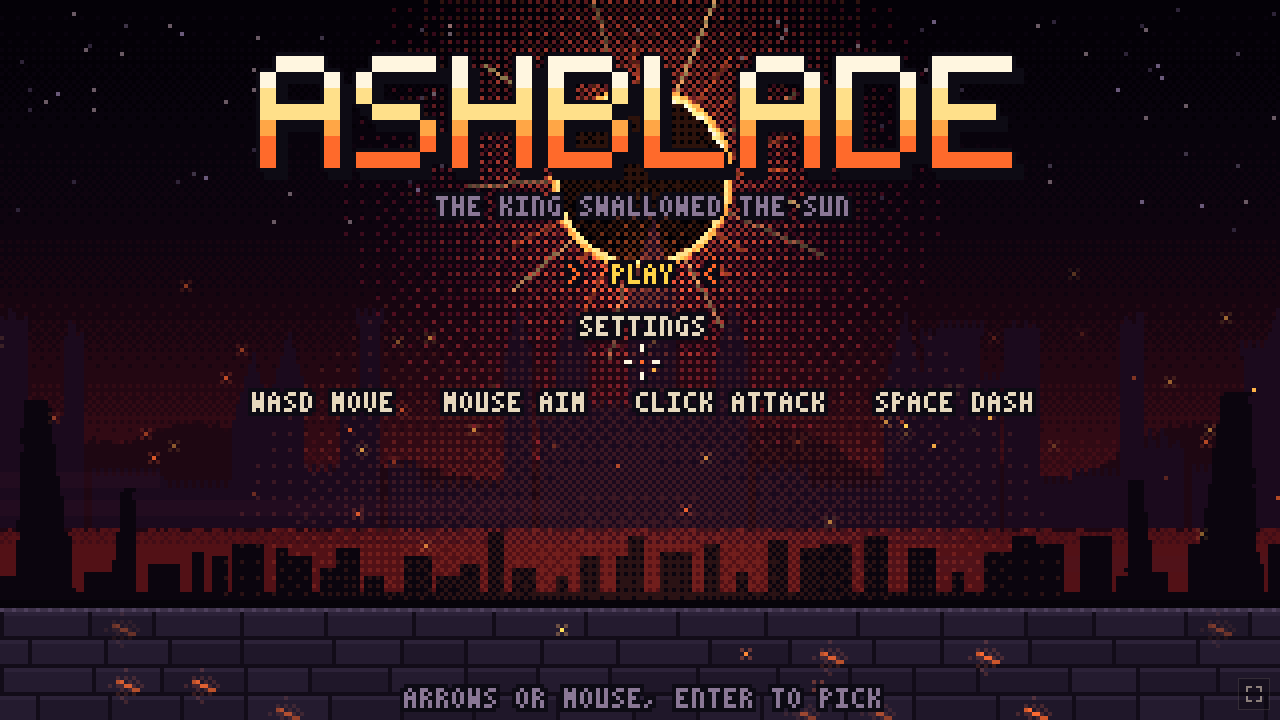 ASHBLADE
THE KING SWALLOWED THE SUN
> PLAY <
SETTINGS
WASD MOVE MOUSE AIM CLICK ATTACK SPACE DASH
ARROWS OR MOUSE, ENTER TO PICK